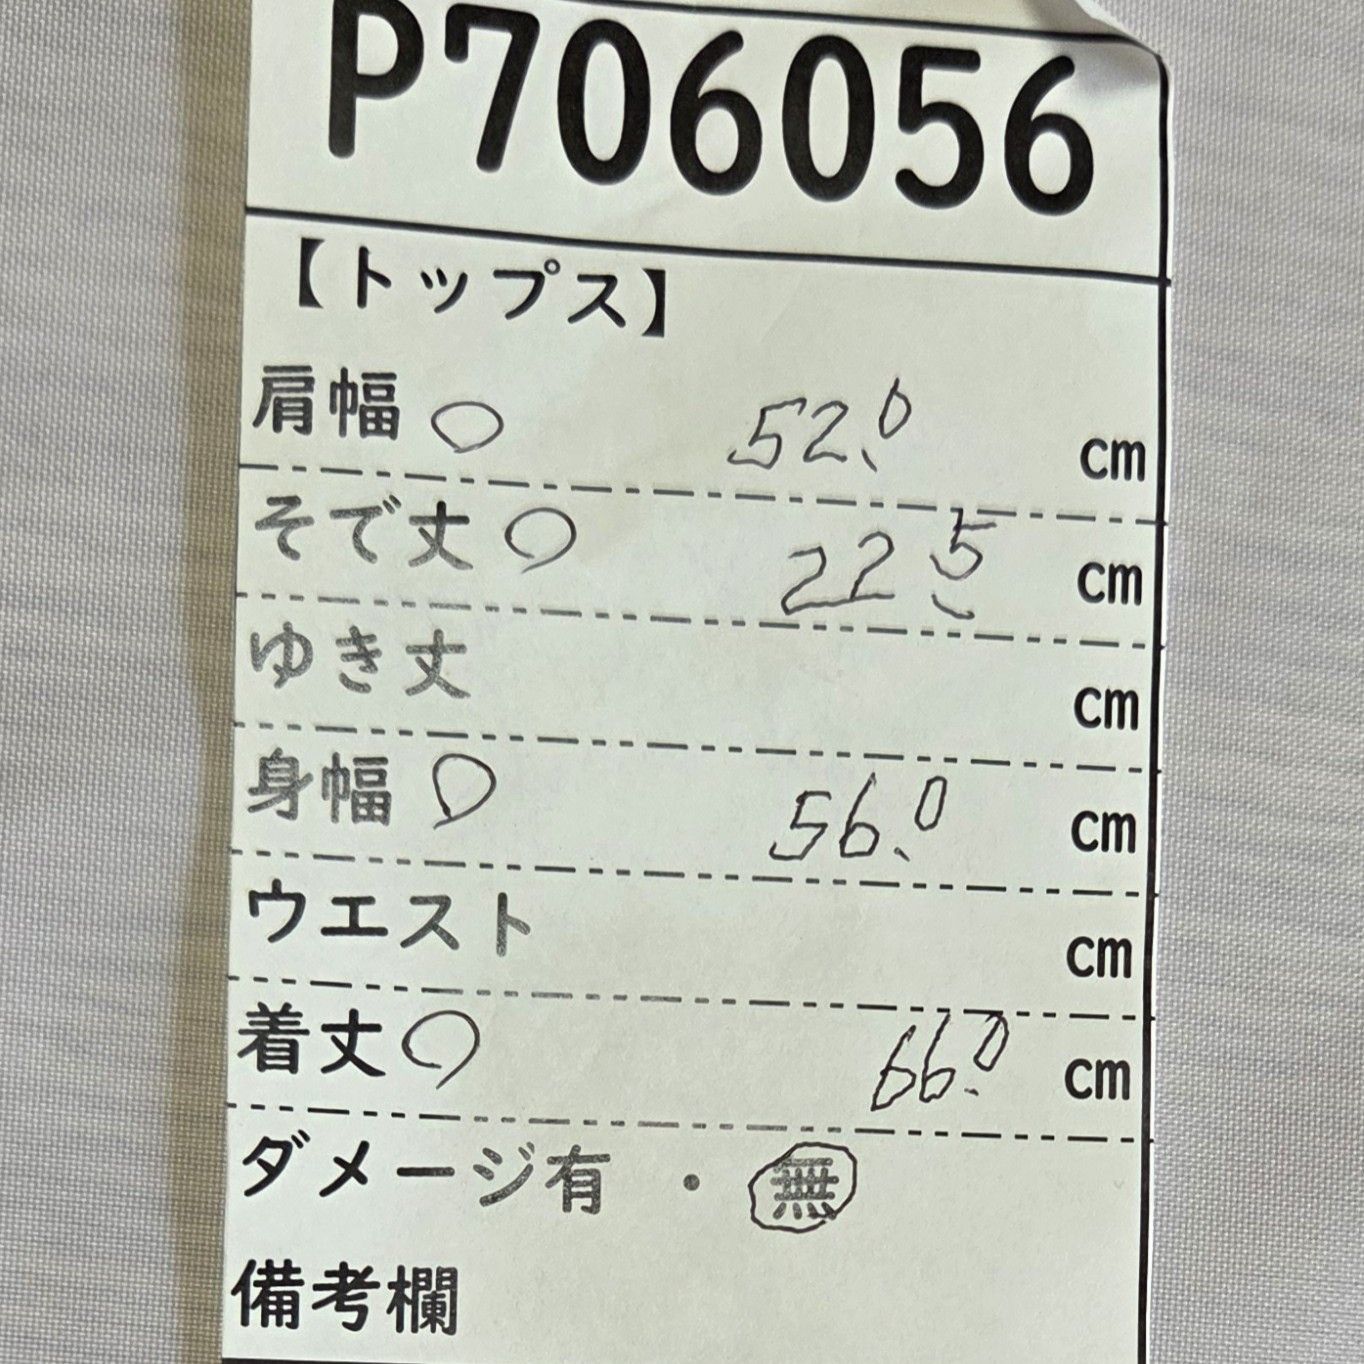 P706056
【トップス】
肩幅 ○ 52.0 cm
そで丈 ○ 22.5 cm
ゆき丈 cm
身幅 ○ 56.0 cm
ウエスト cm
着丈 ○ 66.0 cm
ダメージ有 ・ 無
備考欄